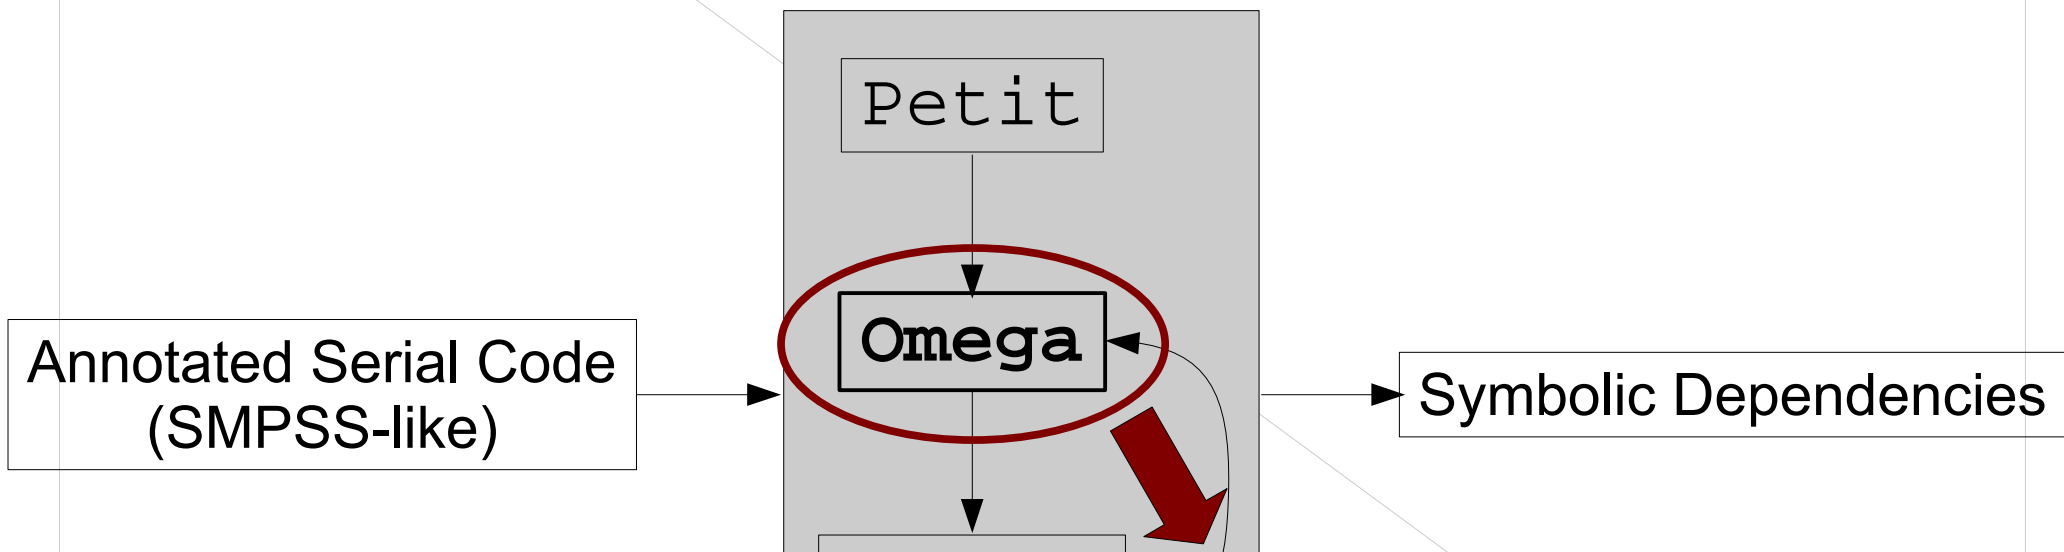 Petit
Omega
Annotated Serial Code
(SMPSS-like)
Symbolic Dependencies